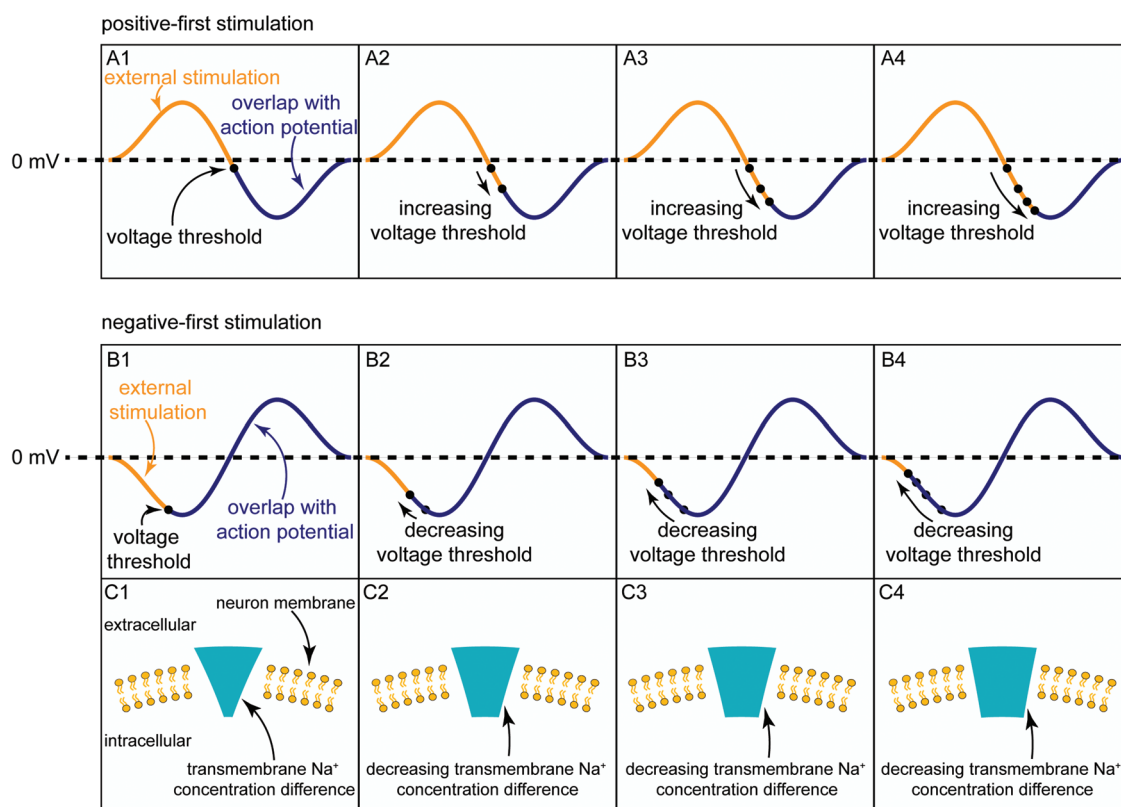 positive-first stimulation
A1
external stimulation
overlap with
action potential
0 mV
voltage threshold
A2
increasing
voltage threshold
A3
increasing
voltage threshold
A4
increasing
voltage threshold
negative-first stimulation
B1
external
stimulation
0 mV
voltage
threshold
overlap with
action potential
B2
decreasing
voltage threshold
B3
decreasing
voltage threshold
B4
decreasing
voltage threshold
C1
neuron membrane
extracellular
intracellular
transmembrane Na⁺
concentration difference
C2
decreasing transmembrane Na⁺
concentration difference
C3
decreasing transmembrane Na⁺
concentration difference
C4
decreasing transmembrane Na⁺
concentration difference